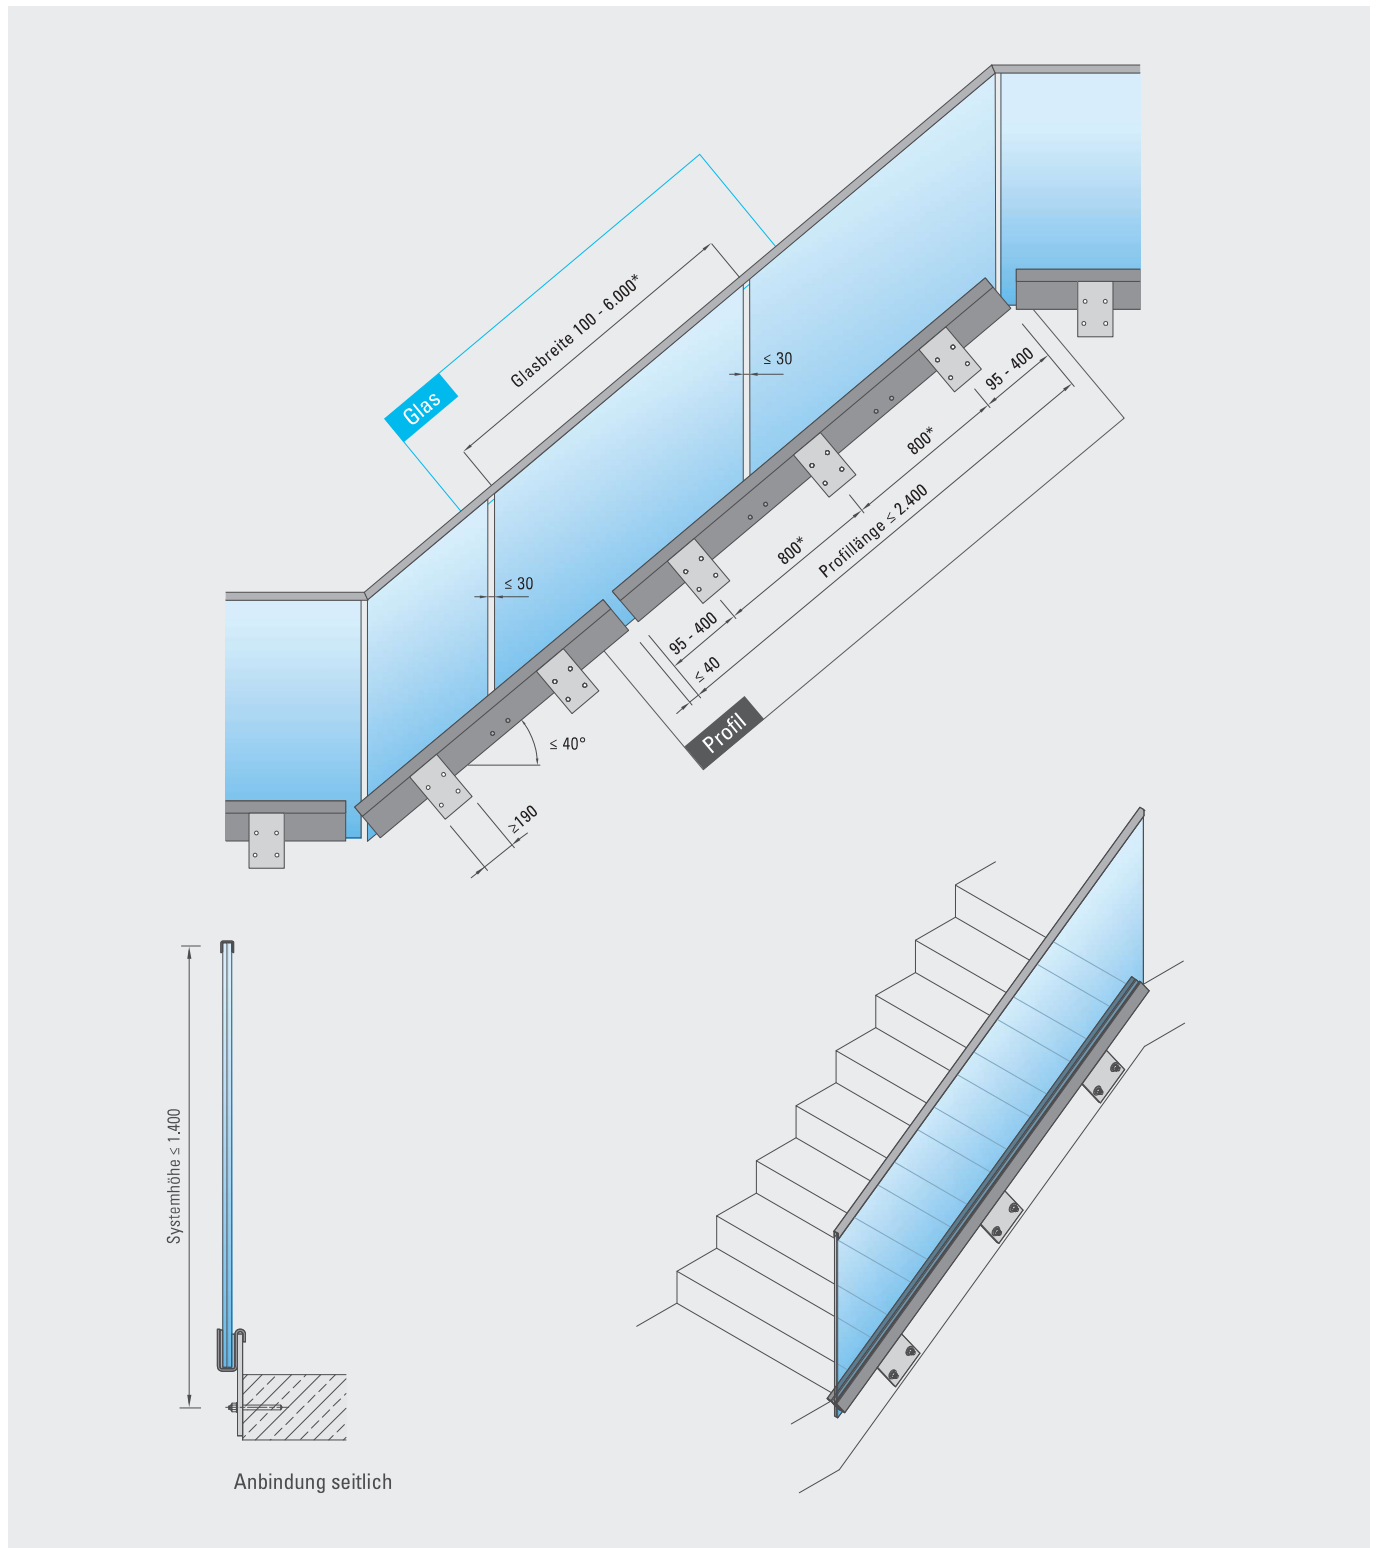 Glas
Glasbreite 100 - 6.000*
≤ 30
≤ 30
95 - 400
800*
800*
Profillänge ≤ 2.400
95 - 400
≤ 40
Profil
≤ 40°
≥190
Systemhöhe ≤ 1.400
Anbindung seitlich